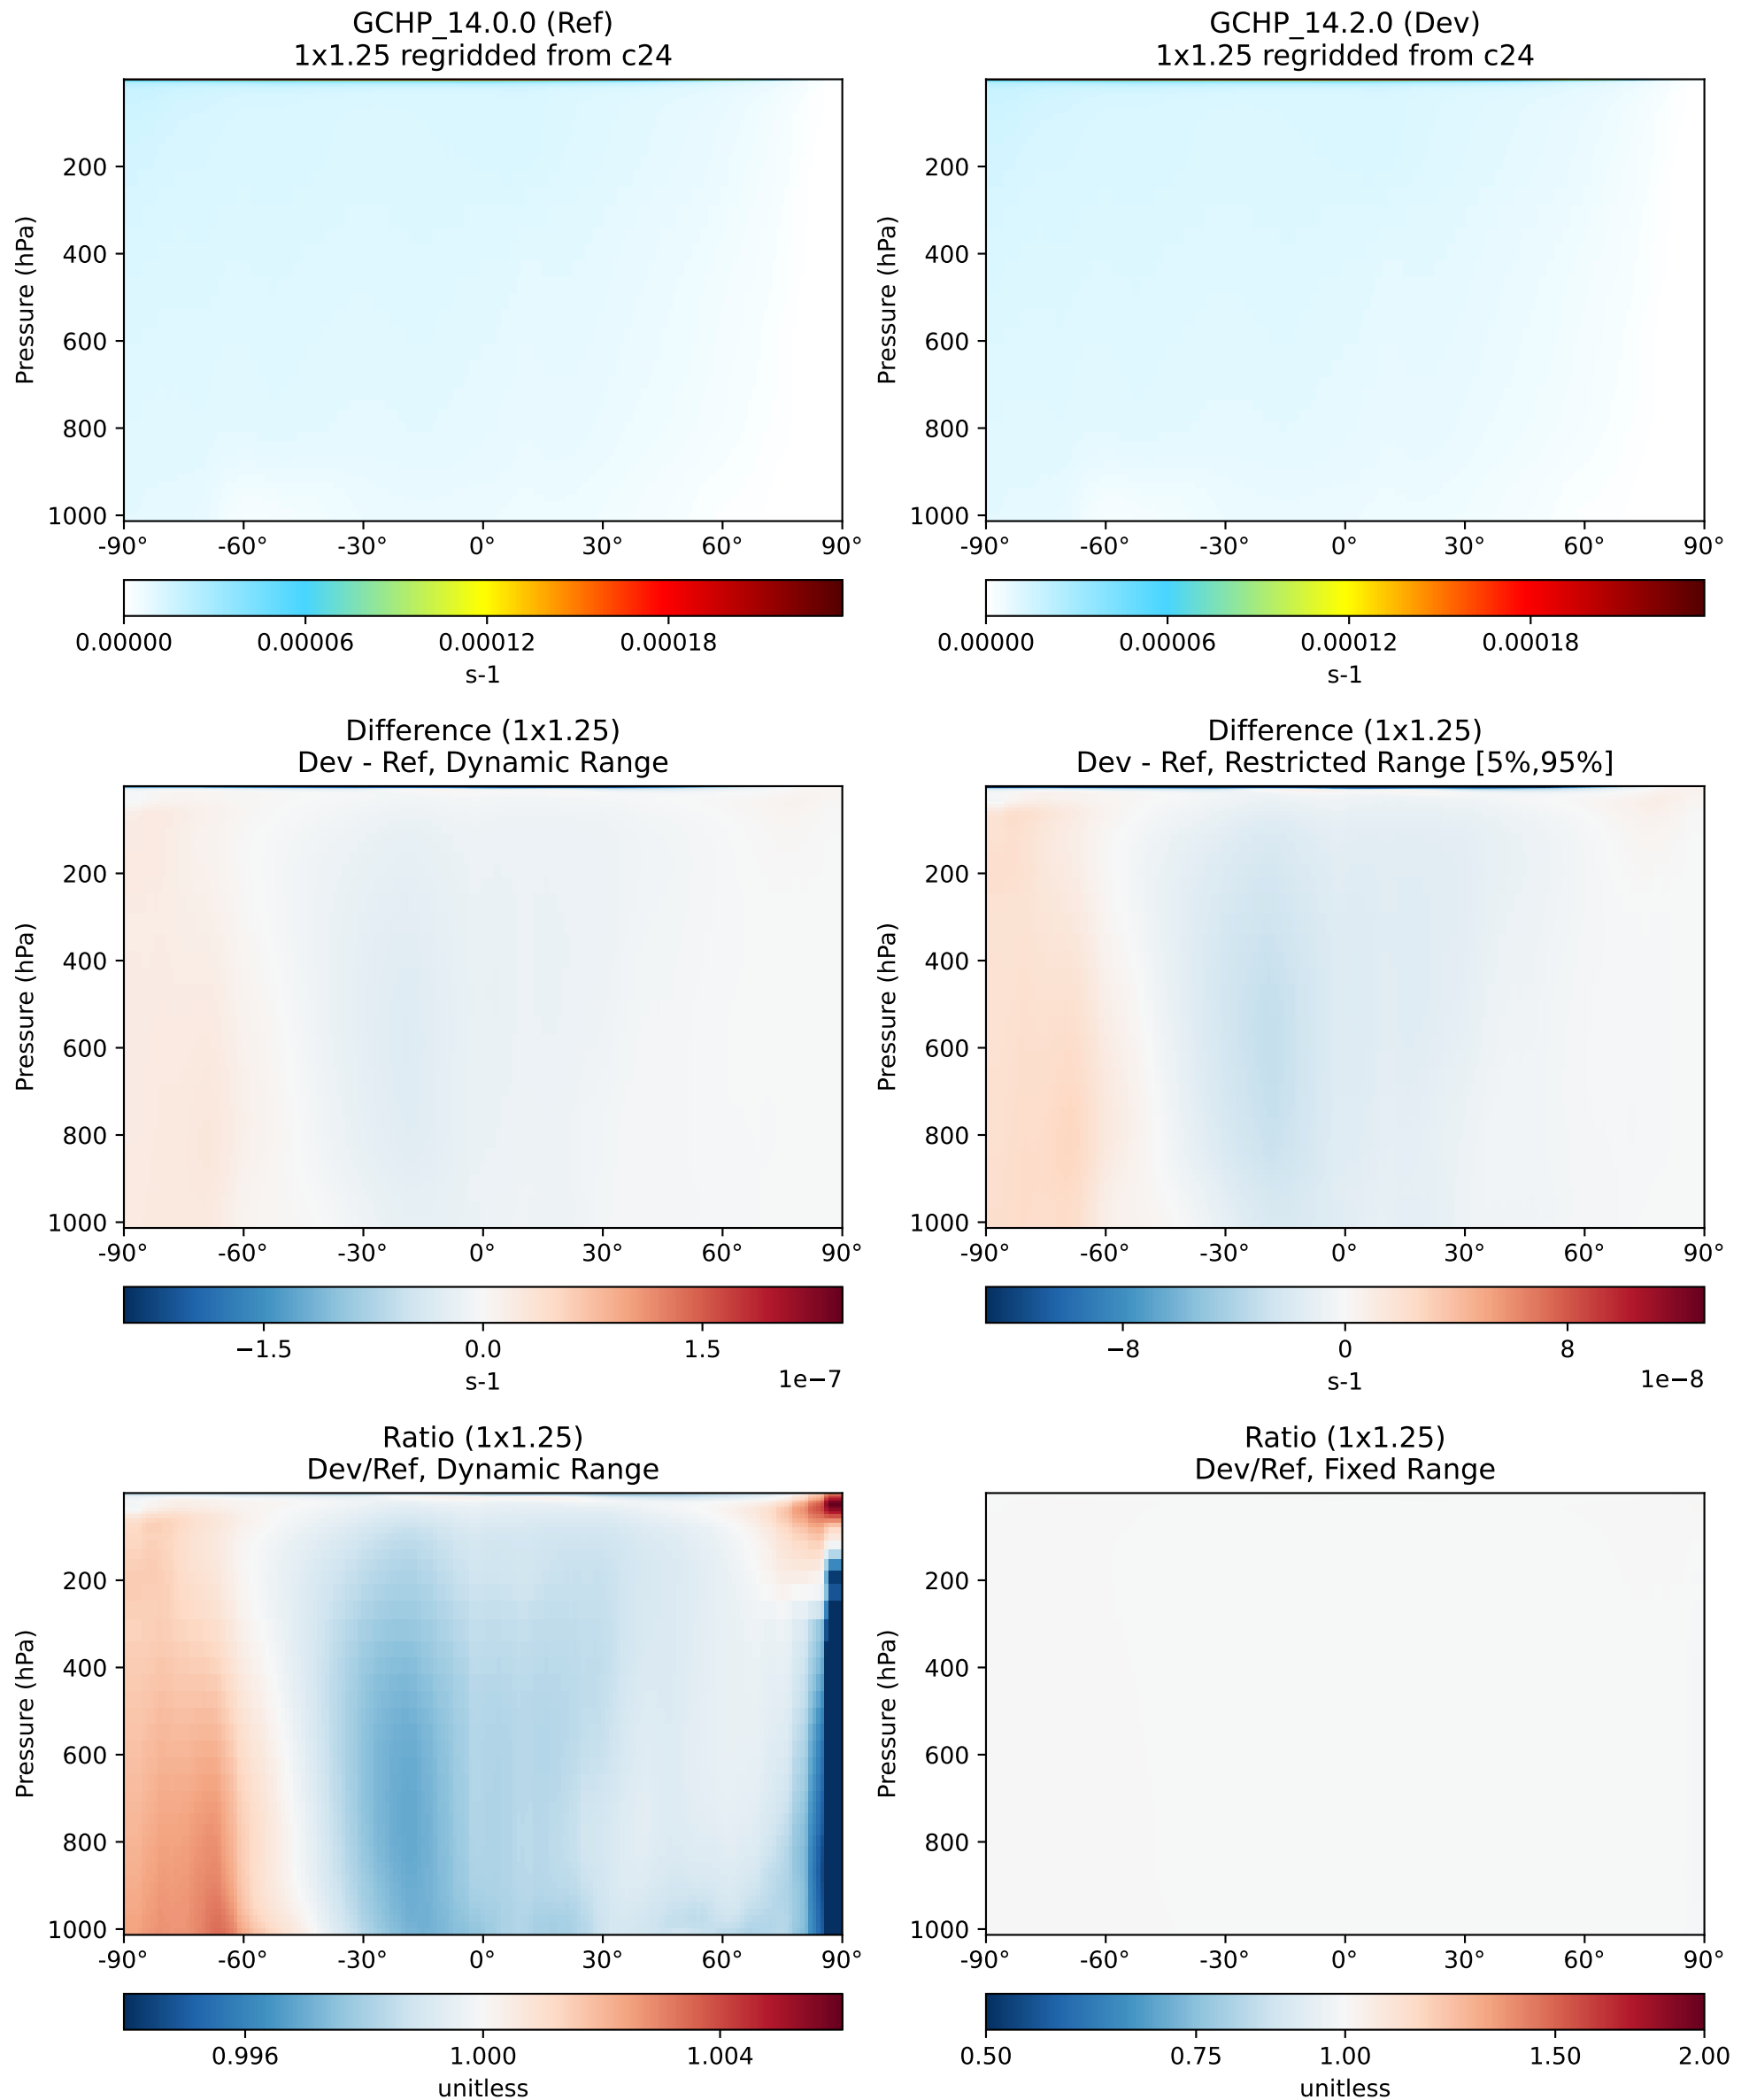 GCHP_14.0.0 (Ref)
1x1.25 regridded from c24
Pressure (hPa)
200
400
600
800
1000
-90° -60° -30° 0° 30° 60° 90°
0.00000 0.00006 0.00012 0.00018
s-1
GCHP_14.2.0 (Dev)
1x1.25 regridded from c24
Pressure (hPa)
200
400
600
800
1000
-90° -60° -30° 0° 30° 60° 90°
0.00000 0.00006 0.00012 0.00018
s-1
Difference (1x1.25)
Dev - Ref, Dynamic Range
Pressure (hPa)
200
400
600
800
1000
-90° -60° -30° 0° 30° 60° 90°
−1.5 0.0 1.5
s-1 1e−7
Difference (1x1.25)
Dev - Ref, Restricted Range [5%,95%]
Pressure (hPa)
200
400
600
800
1000
-90° -60° -30° 0° 30° 60° 90°
−8 0 8
s-1 1e−8
Ratio (1x1.25)
Dev/Ref, Dynamic Range
Pressure (hPa)
200
400
600
800
1000
-90° -60° -30° 0° 30° 60° 90°
0.996 1.000 1.004
unitless
Ratio (1x1.25)
Dev/Ref, Fixed Range
Pressure (hPa)
200
400
600
800
1000
-90° -60° -30° 0° 30° 60° 90°
0.50 0.75 1.00 1.50 2.00
unitless